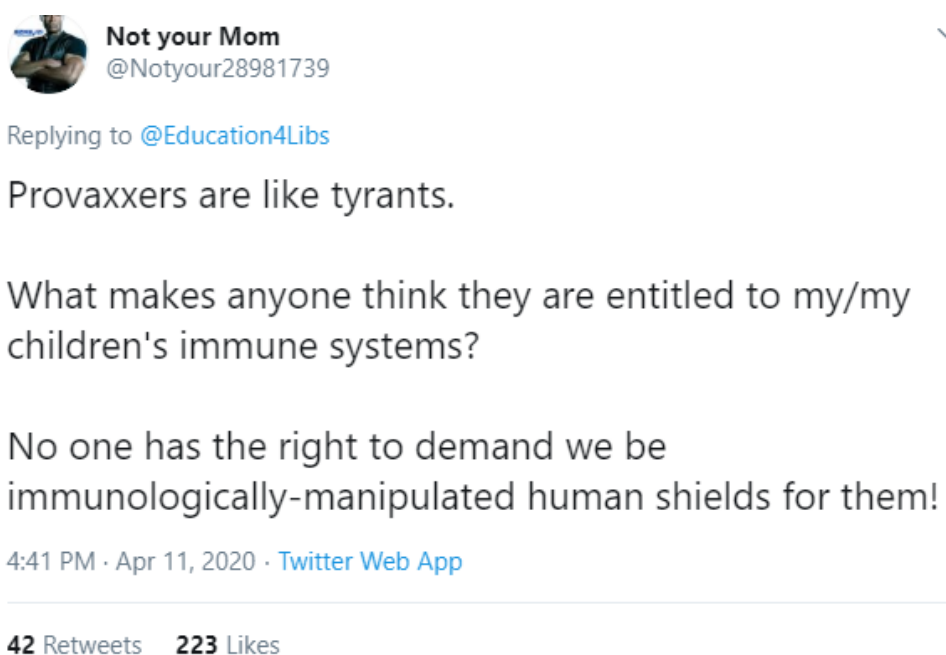 Not your Mom
@Notyour28981739
Replying to @Education4Libs
Provaxxers are like tyrants.
What makes anyone think they are entitled to my/my
children's immune systems?
No one has the right to demand we be
immunologically-manipulated human shields for them!
4:41 PM · Apr 11, 2020 · Twitter Web App
42 Retweets 223 Likes